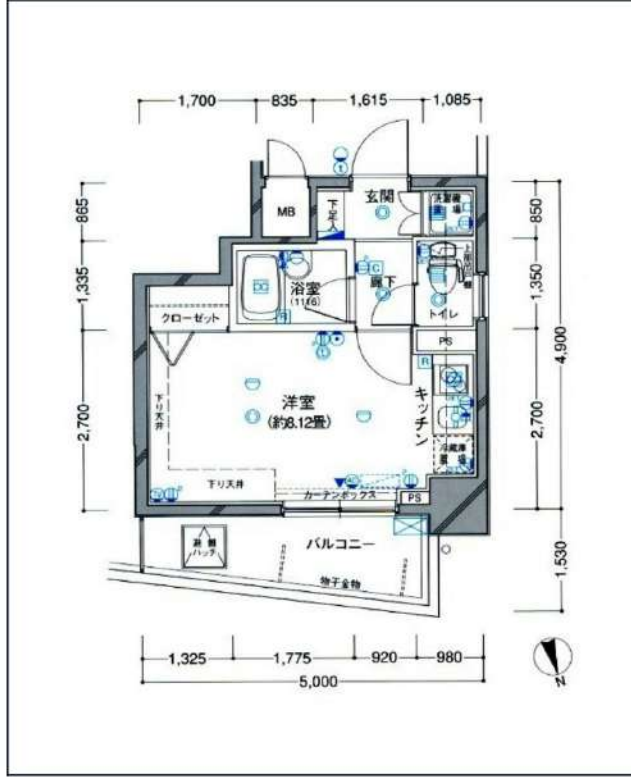 1,700
835
1,615
1,085
865
1,335
2,700
MB
下足入
玄関
洗濯機
置場
850
1,350
4,900
2,700
1,530
浴室
(1116)
C
廊下
トイレ
クローゼット
R
PS
R
洋室
(約8.12畳)
キッチン
下り天井
冷蔵庫
置場
下り天井
カーテンボックス
PS
バルコニー
避難
ハッチ
物干金物
1,325
1,775
920
980
5,000
N